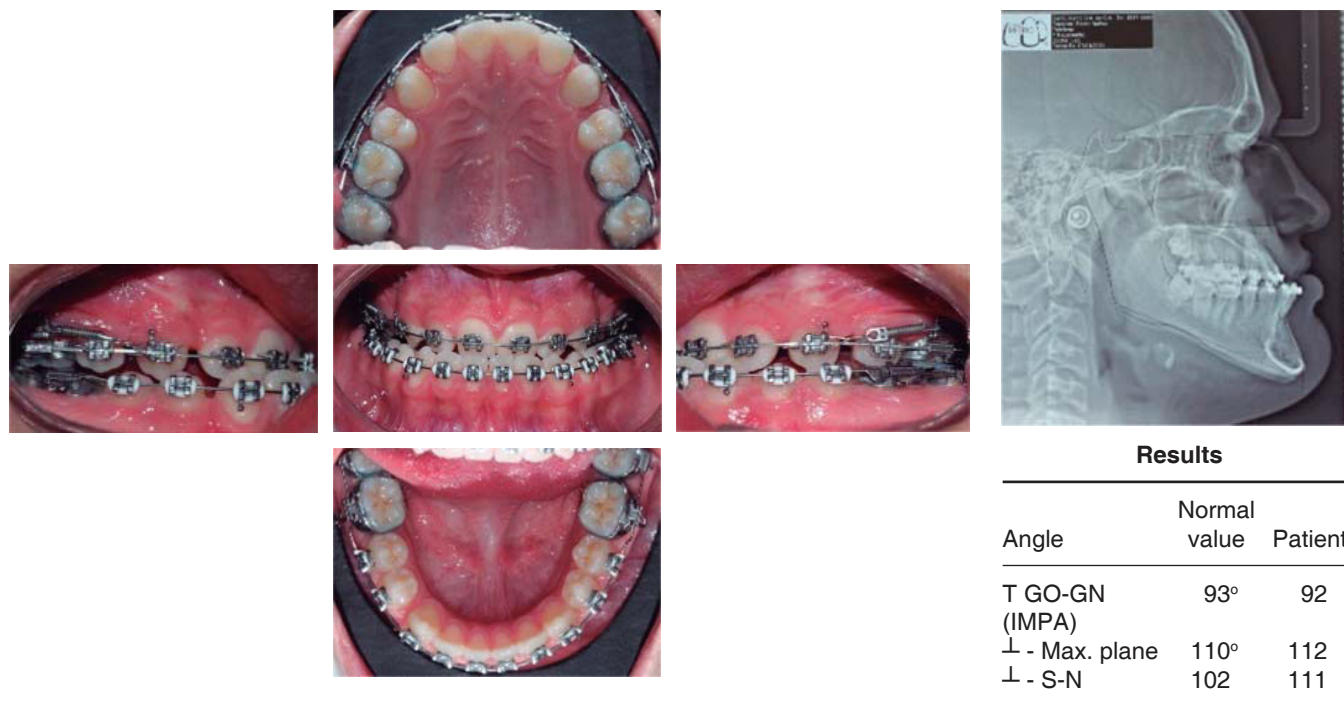 Results
Angle
Normal value
Patient
T GO-GN (IMPA) 93° 92
┴ - Max. plane 110° 112
┴ - S-N 102 111